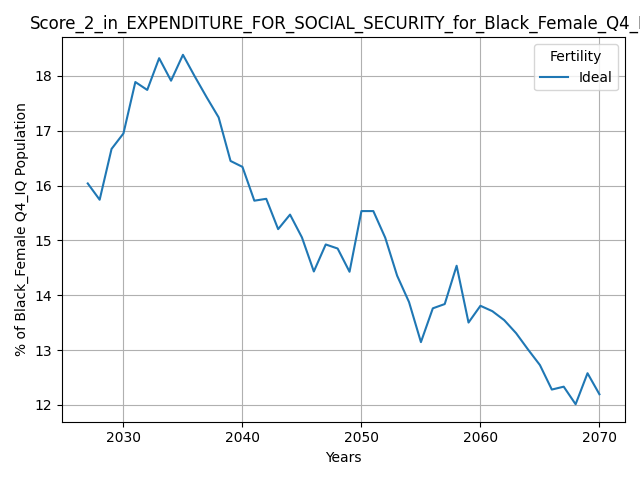 Score_2_in_EXPENDITURE_FOR_SOCIAL_SECURITY_for_Black_Female_Q4_I
Fertility
Ideal
% of Black_Female Q4_IQ Population
18
17
16
15
14
13
12
2030 2040 2050 2060 2070
Years